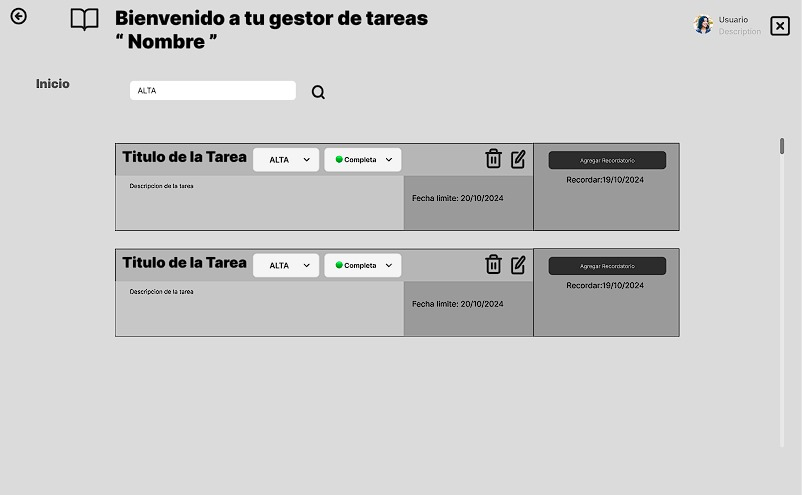 Bienvenido a tu gestor de tareas
“ Nombre ”
Usuario
Description
Inicio
ALTA
Titulo de la Tarea
ALTA
Completa
Agregar Recordatorio
Recordar:19/10/2024
Descripcion de la tarea
Fecha limite: 20/10/2024
Titulo de la Tarea
ALTA
Completa
Agregar Recordatorio
Recordar:19/10/2024
Descripcion de la tarea
Fecha limite: 20/10/2024